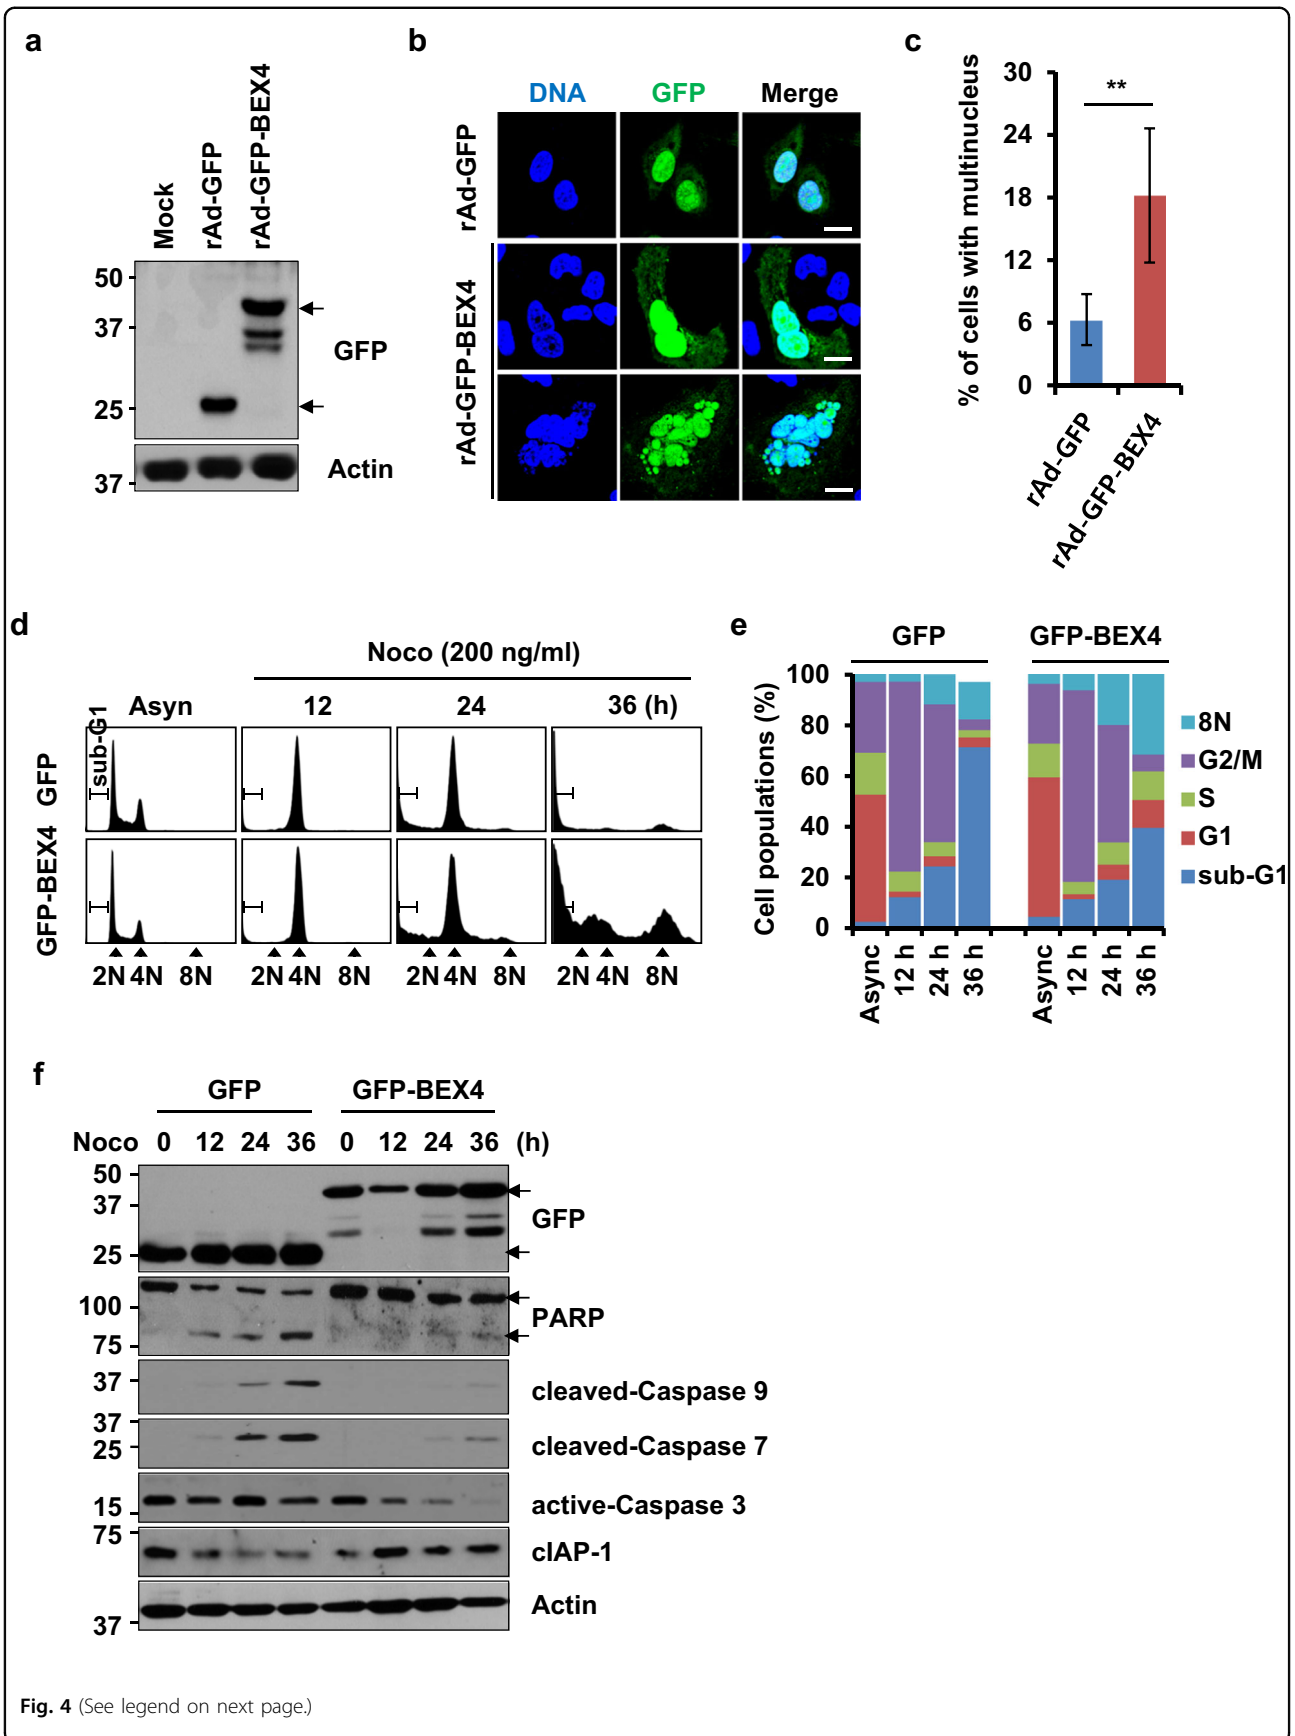 a
Mock
rAd-GFP
rAd-GFP-BEX4
50
37
25
GFP
37
Actin
b
DNA GFP Merge
rAd-GFP
rAd-GFP-BEX4
c
% of cells with multinucleus
30
24
18
12
6
0
**
rAd-GFP
rAd-GFP-BEX4
d
Noco (200 ng/ml)
Asyn 12 24 36 (h)
sub-G1
GFP
GFP-BEX4
2N 4N 8N 2N 4N 8N 2N 4N 8N 2N 4N 8N
e
GFP GFP-BEX4
Cell populations (%)
100
80
60
40
20
0
8N
G2/M
S
G1
sub-G1
Async 12 h 24 h 36 h Async 12 h 24 h 36 h
f
GFP GFP-BEX4
Noco 0 12 24 36 0 12 24 36 (h)
50
37
25
GFP
100
75
PARP
37
cleaved-Caspase 9
37
25
cleaved-Caspase 7
15
active-Caspase 3
75
cIAP-1
37
Actin
Fig. 4 (See legend on next page.)